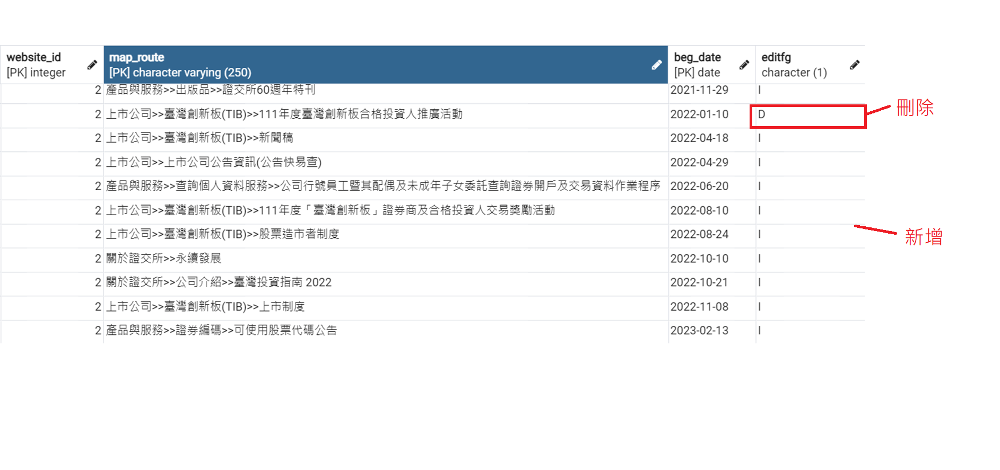 website_id map_route beg_date editfg
[PK] integer [PK] character varying (250) [PK] date character (1)
2 產品與服務>>出版品>>證交所60週年特刊 2021-11-29 I
2 上市公司>>臺灣創新板(TIB)>>111年度臺灣創新板合格投資人推廣活動 2022-01-10 D 刪除
2 上市公司>>臺灣創新板(TIB)>>新聞稿 2022-04-18 I
2 上市公司>>上市公司公告資訊(公告快易查) 2022-04-29 I
2 產品與服務>>查詢個人資料服務>>公司行號員工暨其配偶及未成年子女委託查詢證券開戶及交易資料作業程序 2022-06-20 I
2 上市公司>>臺灣創新板(TIB)>>111年度「臺灣創新板」證券商及合格投資人交易獎勵活動 2022-08-10 I
2 上市公司>>臺灣創新板(TIB)>>股票造市者制度 2022-08-24 I 新增
2 關於證交所>>永續發展 2022-10-10 I
2 關於證交所>>公司介紹>>臺灣投資指南 2022 2022-10-21 I
2 上市公司>>臺灣創新板(TIB)>>上市制度 2022-11-08 I
2 產品與服務>>證券編碼>>可使用股票代碼公告 2023-02-13 I